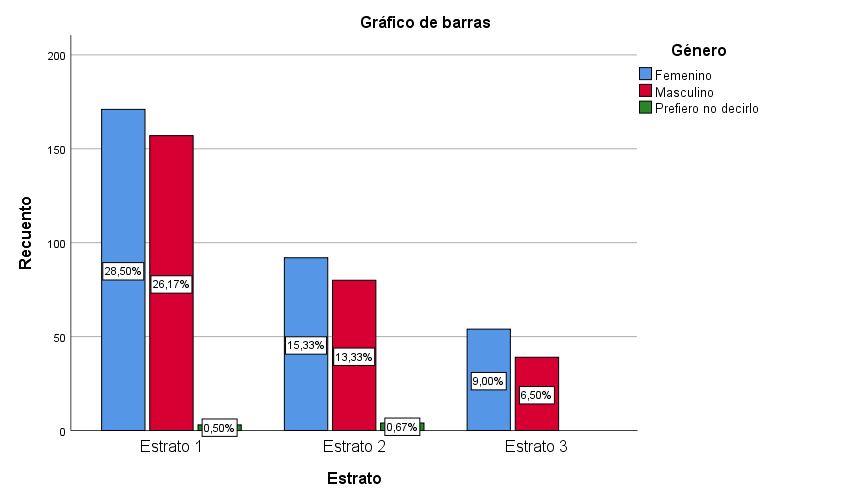 Gráfico de barras
Género
Femenino
Masculino
Prefiero no decirlo
Recuento
200
150
100
50
0
28,50%
26,17%
0,50%
15,33%
13,33%
0,67%
9,00%
6,50%
Estrato 1
Estrato 2
Estrato 3
Estrato